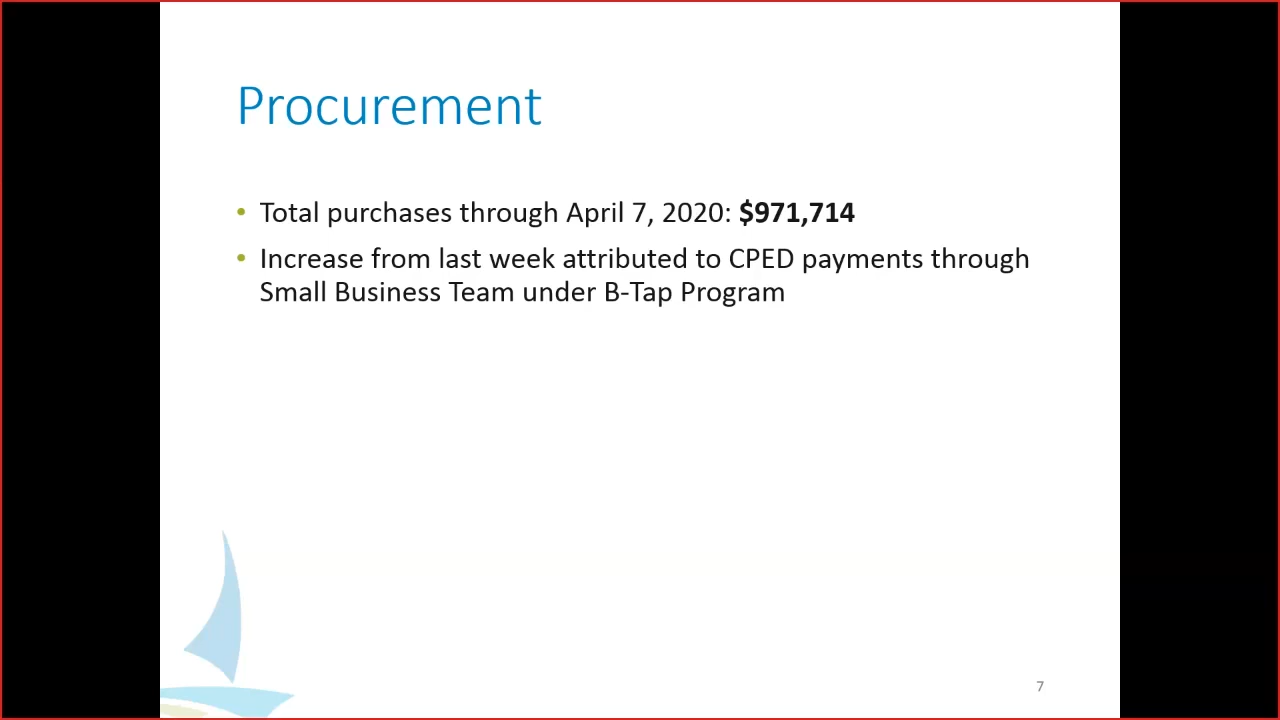 Procurement
• Total purchases through April 7, 2020: $971,714
• Increase from last week attributed to CPED payments through
Small Business Team under B-Tap Program
7